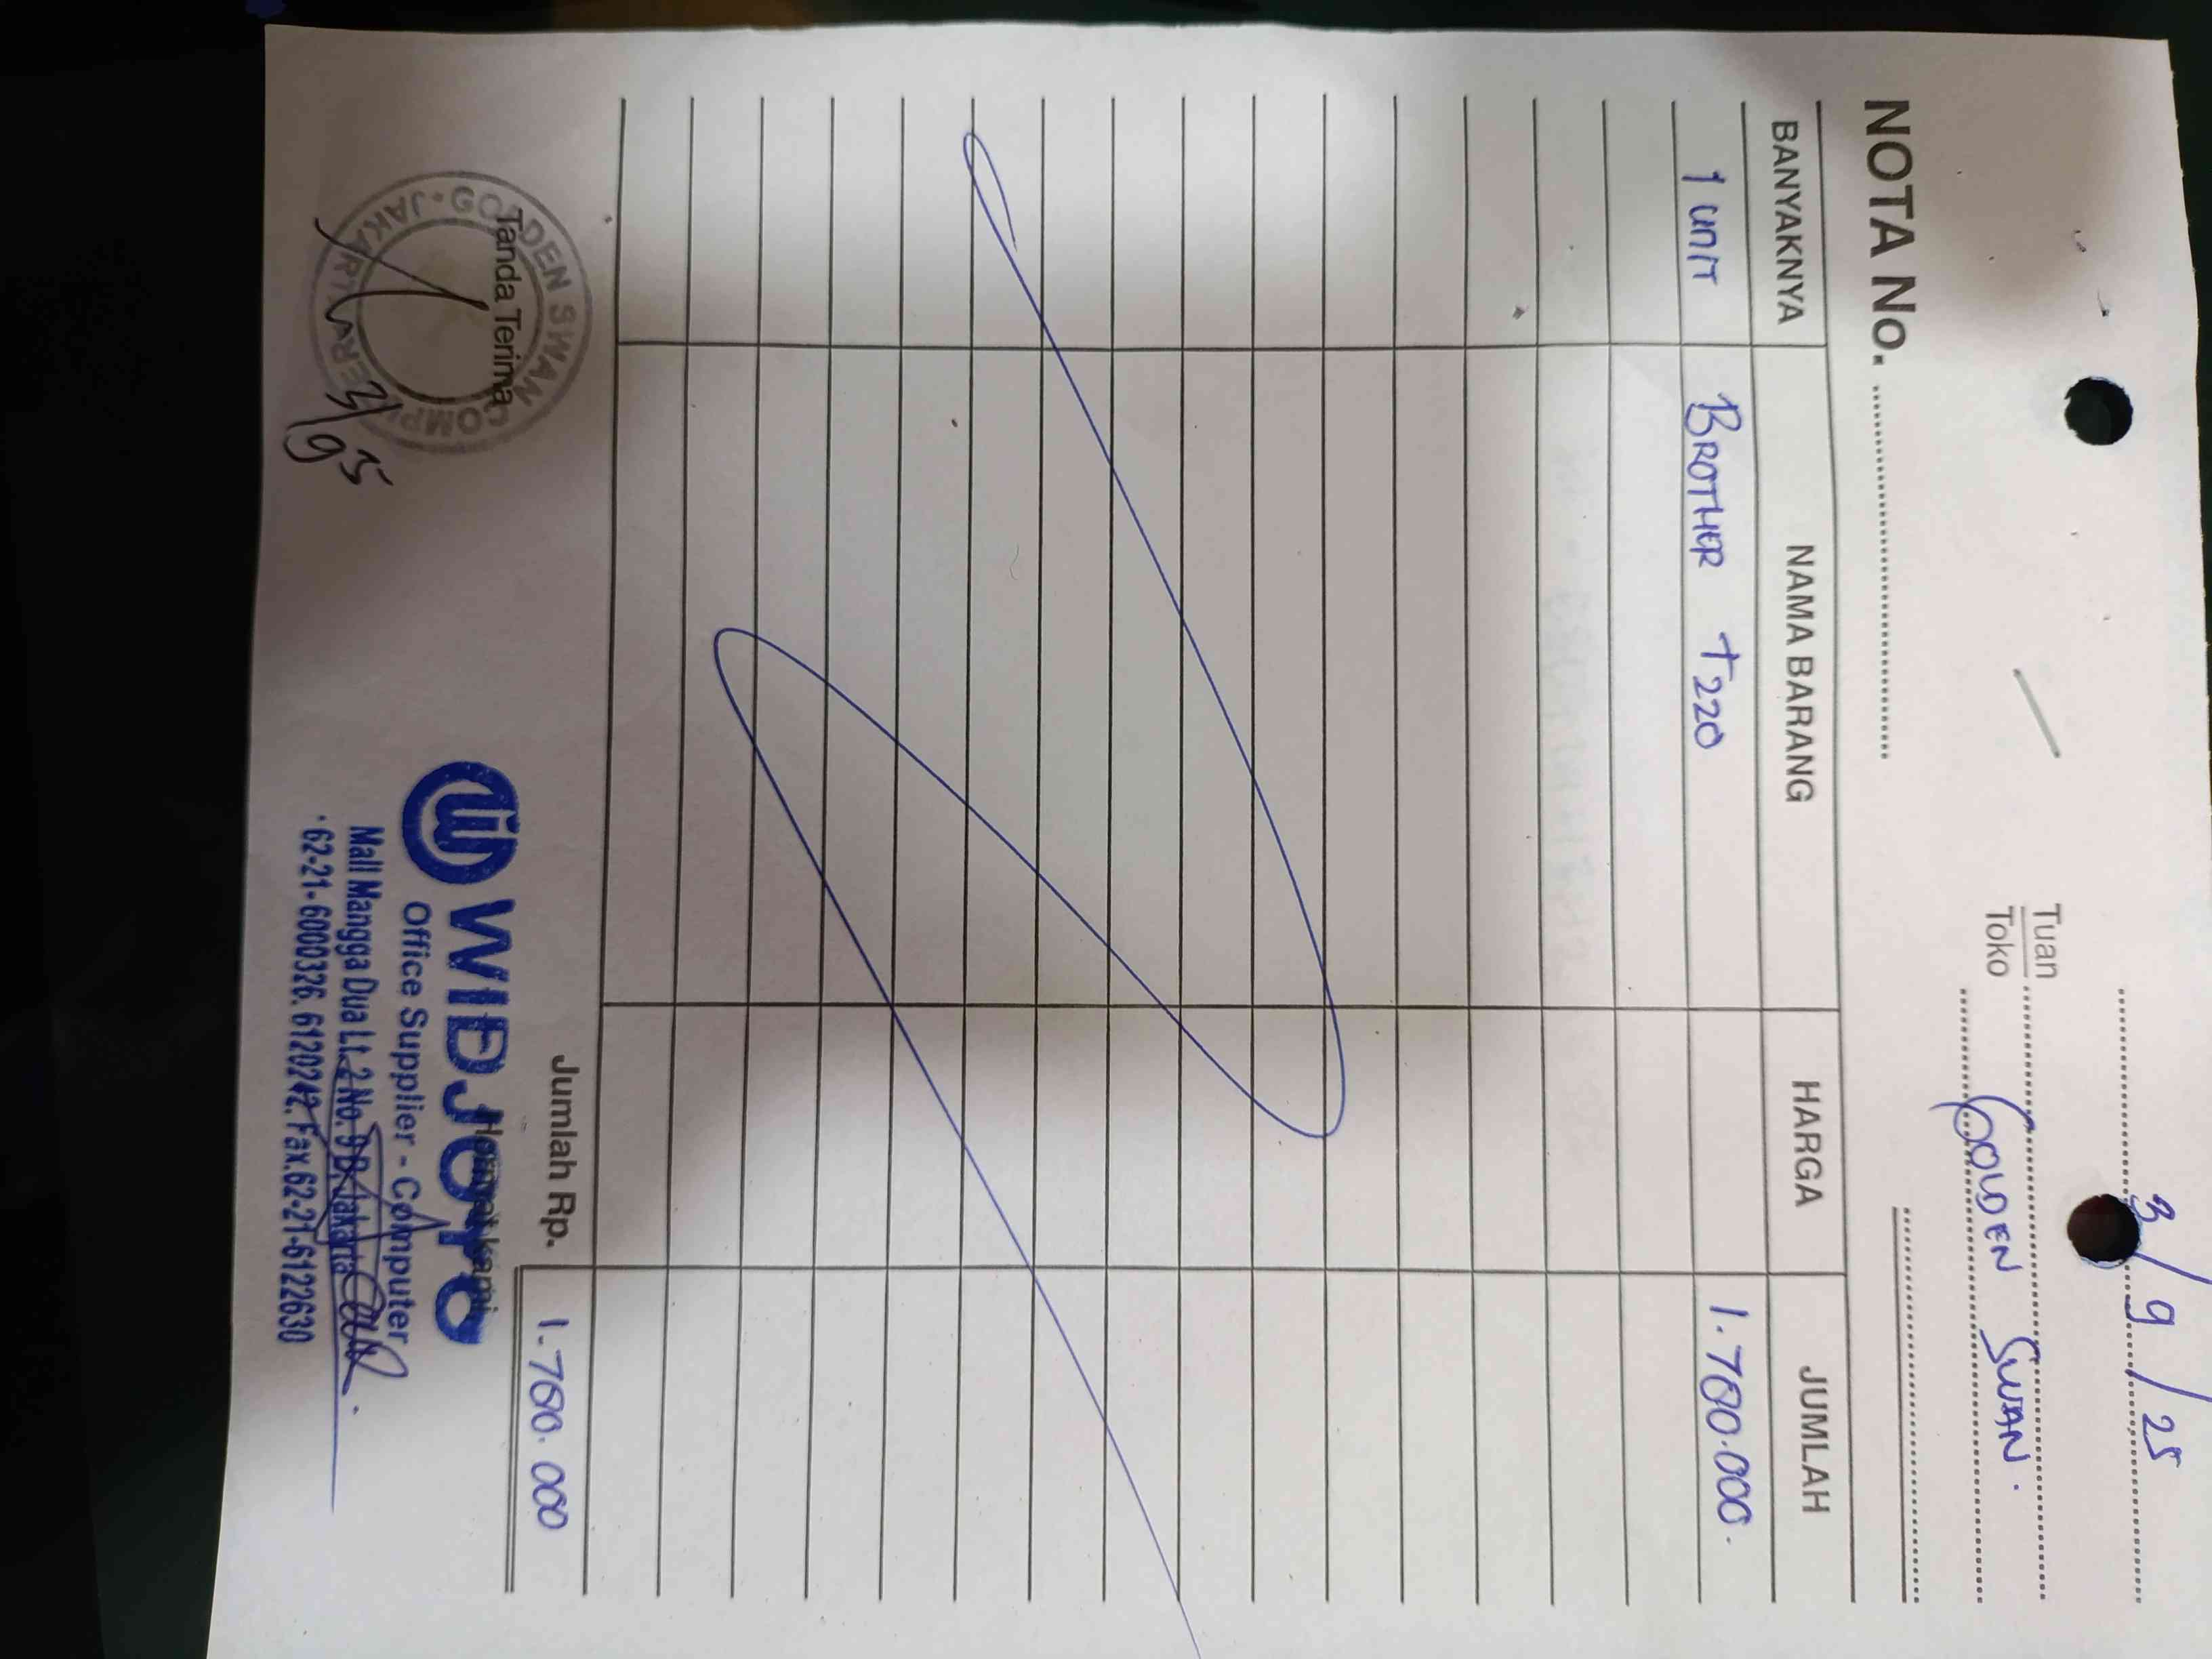 3/9/25
Tuan
Toko
GOLDEN SWAN.
NOTA No.
BANYAKNYA NAMA BARANG HARGA JUMLAH
1 UNIT BROTHER T220 1.780.000.
Jumlah Rp. 1.780.000
Tanda Terima
Hormat kami
GOLDEN SWAN COMPUTER
JAKARTA
3/9 25
WIDJOJO
Office Supplier - Computer
Mall Mangga Dua Lt. 2 No. 9B, Jakarta
62-21-6000326, 6120242, Fax.62-21-6122630